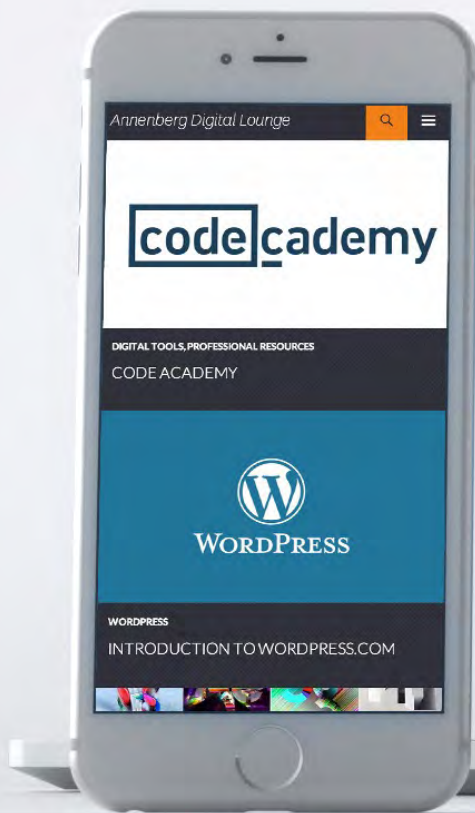 Annenberg Digital Lounge
codecademy
DIGITAL TOOLS, PROFESSIONAL RESOURCES
CODE ACADEMY
W
WORDPRESS
WORDPRESS
INTRODUCTION TO WORDPRESS.COM